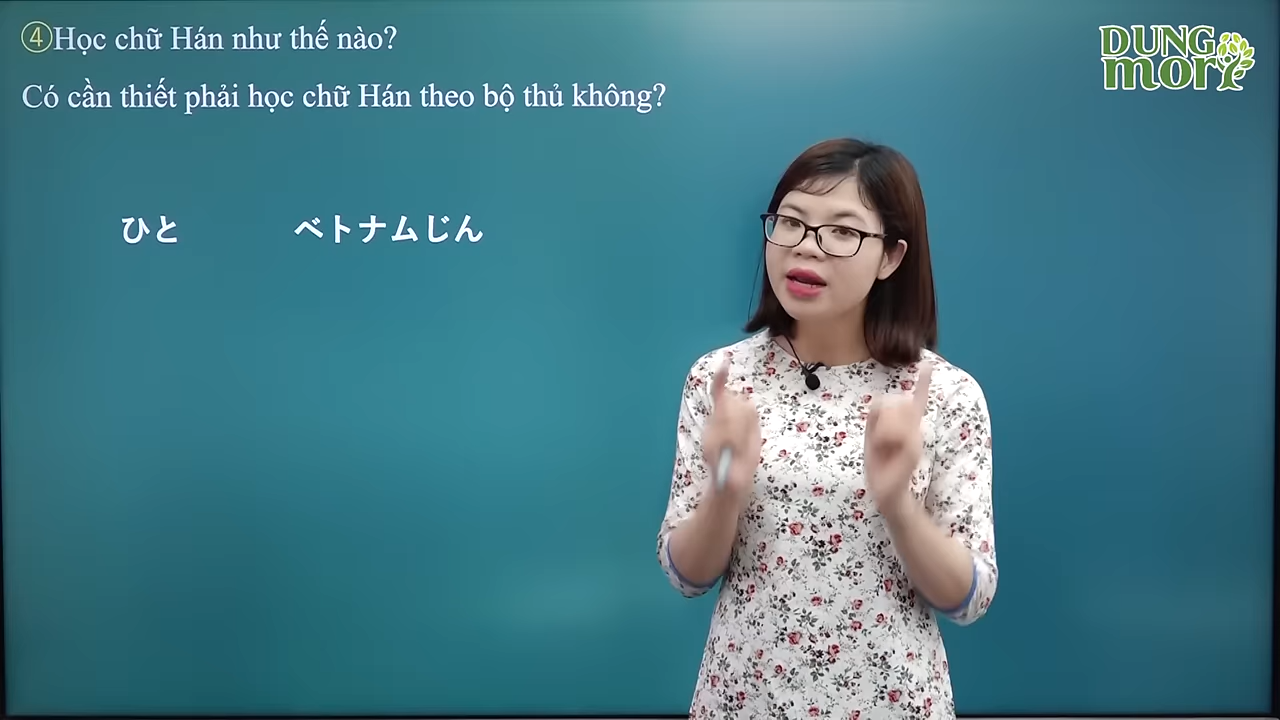 ④Học chữ Hán như thế nào?
Có cần thiết phải học chữ Hán theo bộ thủ không?
ひと ベトナムじん
DUNG
mori